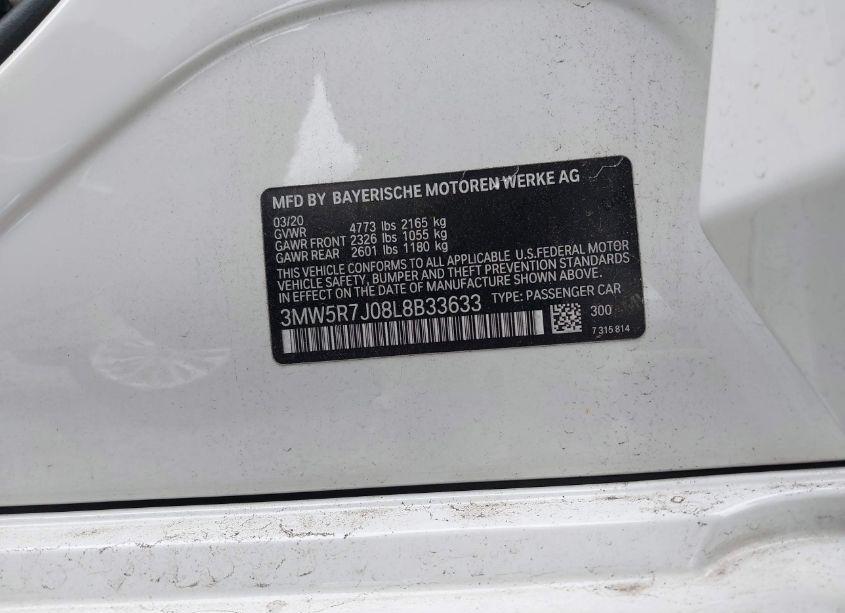 MFD BY BAYERISCHE MOTOREN WERKE AG
03/20
GVWR 4773 lbs 2165 kg
GAWR FRONT 2326 lbs 1055 kg
GAWR REAR 2601 lbs 1180 kg
THIS VEHICLE CONFORMS TO ALL APPLICABLE U.S.FEDERAL MOTOR
VEHICLE SAFETY, BUMPER AND THEFT PREVENTION STANDARDS
IN EFFECT ON THE DATE OF MANUFACTURE SHOWN ABOVE.
3MW5R7J08L8B33633 TYPE: PASSENGER CAR
300
7 315 814